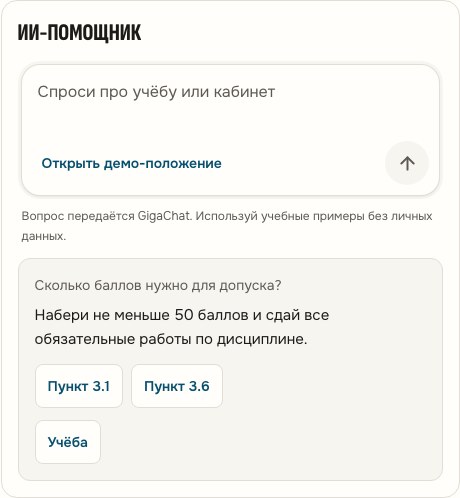 ИИ-ПОМОЩНИК
Спроси про учёбу или кабинет
Открыть демо-положение
Вопрос передаётся GigaChat. Используй учебные примеры без личных
данных.
Сколько баллов нужно для допуска?
Набери не меньше 50 баллов и сдай все
обязательные работы по дисциплине.
Пункт 3.1 Пункт 3.6
Учёба